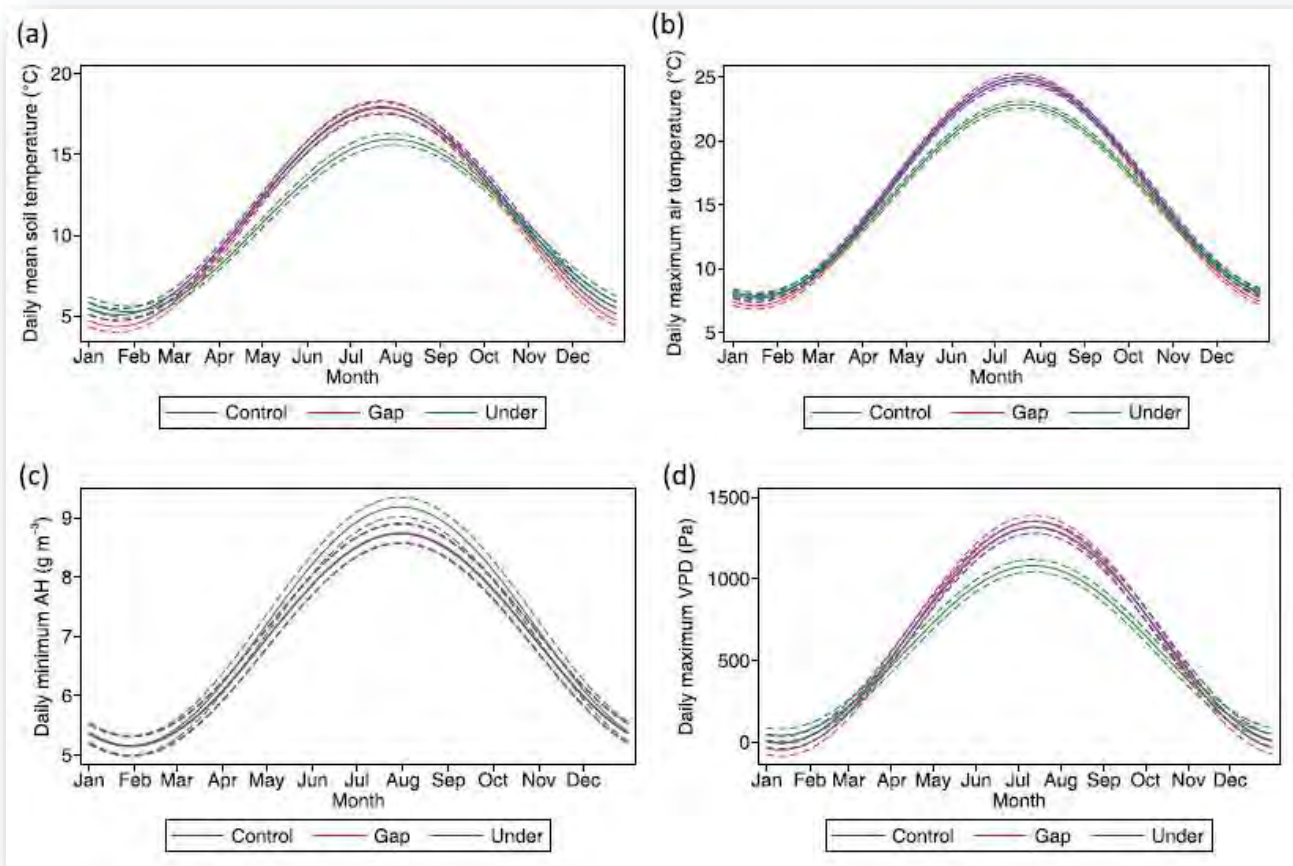 (a)
Daily mean soil temperature (°C)
20
15
10
5
Jan Feb Mar Apr May Jun Jul Aug Sep Oct Nov Dec
Month
Control Gap Under
(b)
Daily maximum air temperature (°C)
25
20
15
10
5
Jan Feb Mar Apr May Jun Jul Aug Sep Oct Nov Dec
Month
Control Gap Under
(c)
Daily minimum AH (g m⁻³)
9
8
7
6
5
Jan Feb Mar Apr May Jun Jul Aug Sep Oct Nov Dec
Month
Control Gap Under
(d)
Daily maximum VPD (Pa)
1500
1000
500
0
Jan Feb Mar Apr May Jun Jul Aug Sep Oct Nov Dec
Month
Control Gap Under